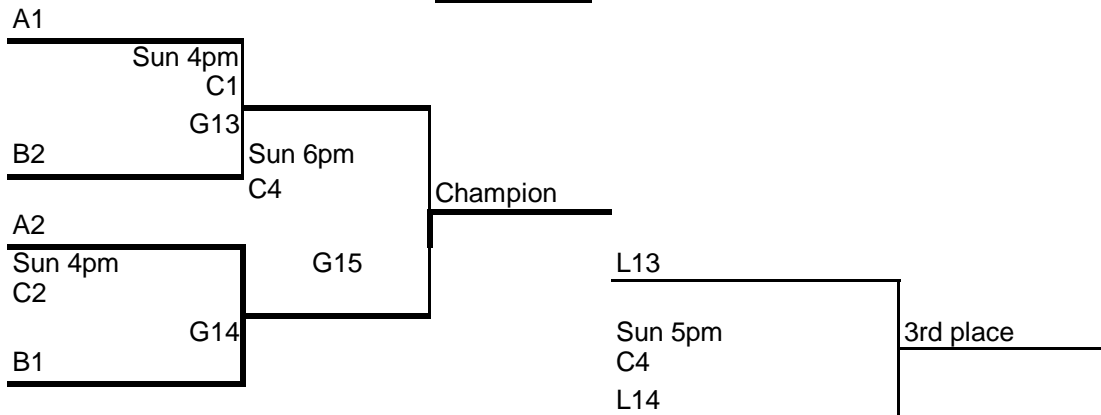 A1
Sun 4pm
C1
G13
B2
Sun 6pm
C4
Champion
A2
Sun 4pm
C2
G15
G14
B1
L13
Sun 5pm
C4
3rd place
L14